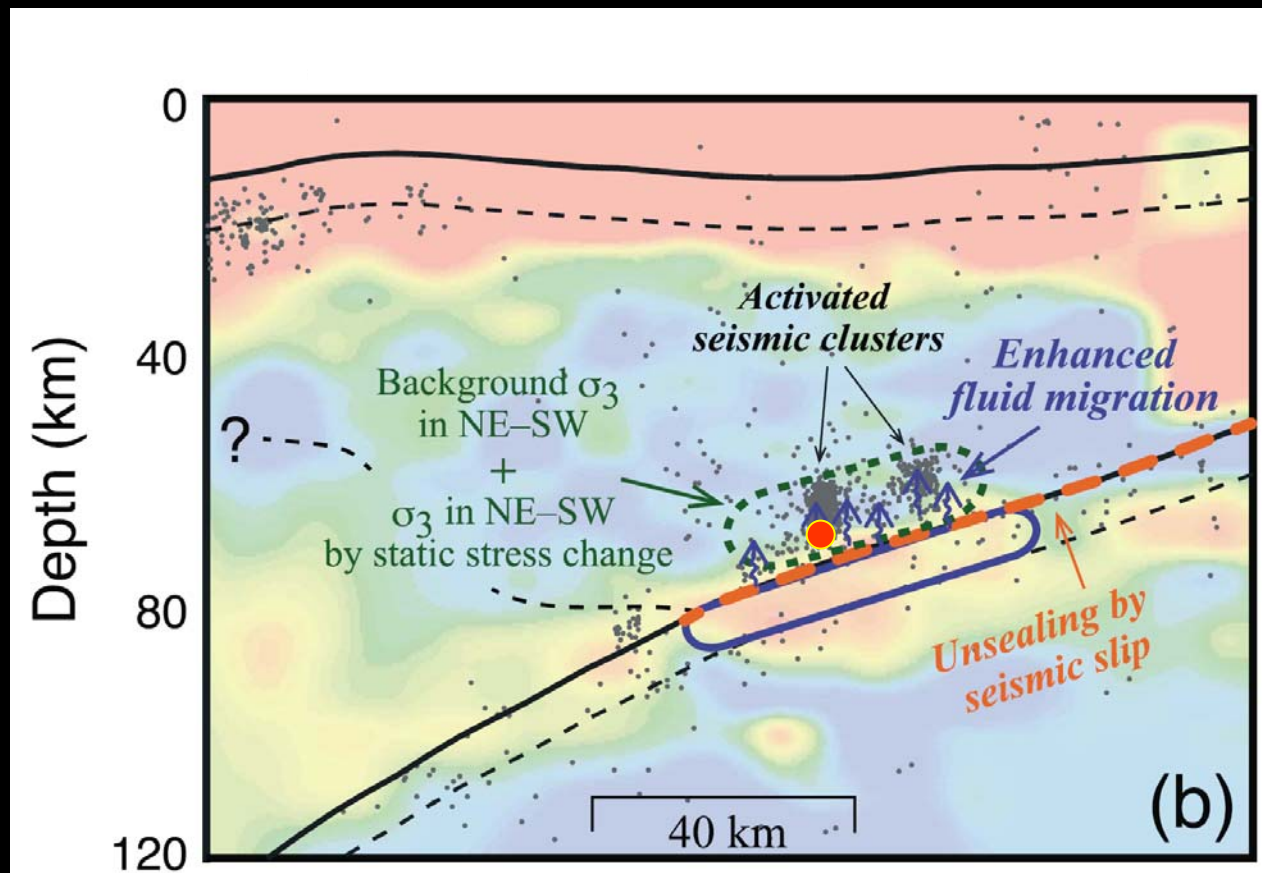 0
40
80
120
Depth (km)
Activated
seismic clusters
Enhanced
fluid migration
Background σ3
in NE–SW
+
σ3 in NE–SW
by static stress change
?
Unsealing by
seismic slip
40 km
(b)